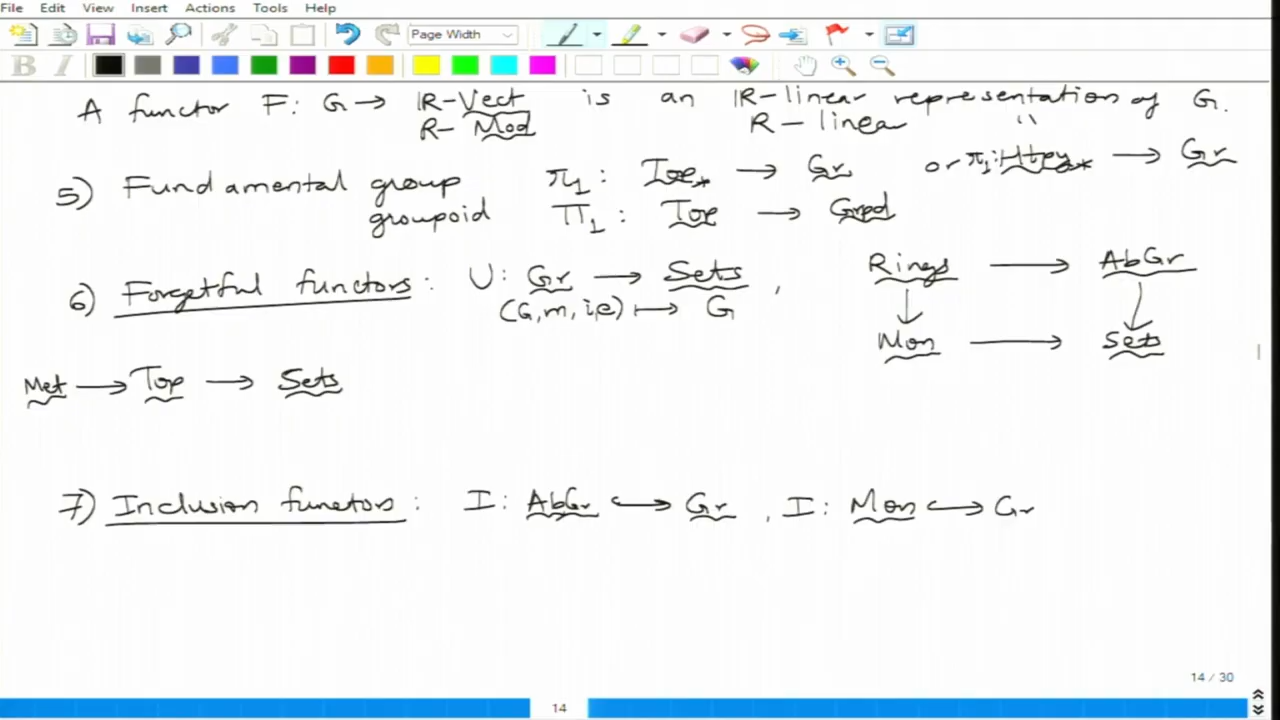 File Edit View Insert Actions Tools Help
Page Width
A functor F: G → IR-Vect is an IR-linear representation of G.
R-Mod R-linear "
5) Fundamental group π₁: Top* → Gr or π₁: Htpy* → Gr
groupoid Π₁: Top → Grpd
6) Forgetful functors: U: Gr → Sets, Rings → AbGr
(G,m,i,e) ↦ G ↓ ↓
Mon → Sets
Met → Top → Sets
7) Inclusion functors: I: AbGr ↪ Gr, I: Mon ↪ Gr
14 / 30
14